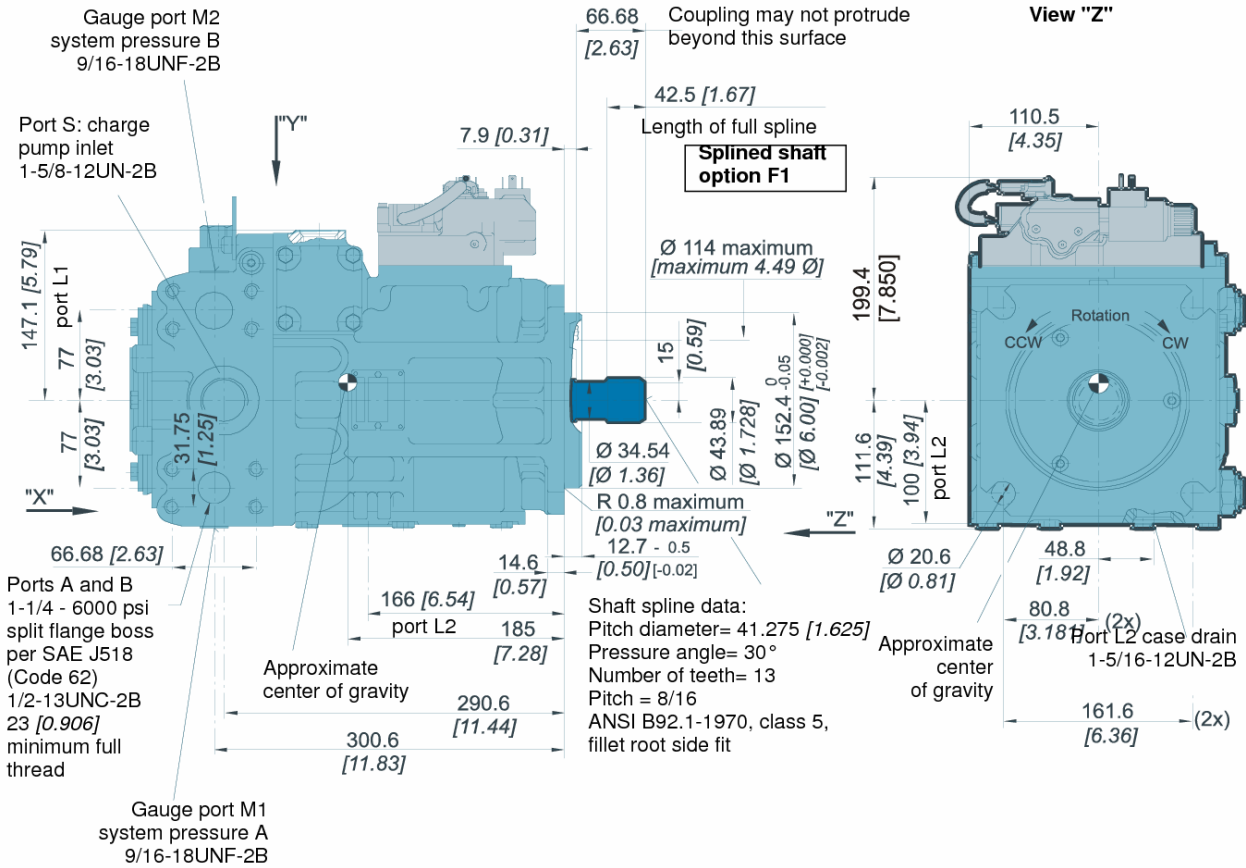 Gauge port M2
system pressure B
9/16-18UNF-2B
Port S: charge
pump inlet
1-5/8-12UN-2B
"Y"
66.68
[2.63]
Coupling may not protrude
beyond this surface
42.5 [1.67]
Length of full spline
7.9 [0.31]
Splined shaft
option F1
View "Z"
110.5
[4.35]
Ø 114 maximum
[maximum 4.49 Ø]
147.1 [5.79]
port L1
77
[3.03]
77
[3.03]
31.75
[1.25]
15
[0.59]
Ø 34.54
[Ø 1.36]
Ø 43.89
[Ø 1.728]
Ø 152.4 0 -0.05
[Ø 6.00] [+0.000] [-0.002]
199.4
[7.850]
Rotation
CCW
CW
111.6
[4.39]
100 [3.94]
port L2
"X"
R 0.8 maximum
[0.03 maximum]
"Z"
12.7 - 0.5
[0.50] [-0.02]
14.6
[0.57]
66.68 [2.63]
Ports A and B
1-1/4 - 6000 psi
split flange boss
per SAE J518
(Code 62)
1/2-13UNC-2B
23 [0.906]
minimum full
thread
166 [6.54]
port L2
185
[7.28]
Approximate
center of gravity
290.6
[11.44]
300.6
[11.83]
Shaft spline data:
Pitch diameter= 41.275 [1.625]
Pressure angle= 30°
Number of teeth= 13
Pitch = 8/16
ANSI B92.1-1970, class 5,
fillet root side fit
Ø 20.6
[Ø 0.81]
48.8
[1.92]
80.8
[3.181]
(2x)
Port L2 case drain
1-5/16-12UN-2B
Approximate
center
of gravity
161.6
[6.36]
(2x)
Gauge port M1
system pressure A
9/16-18UNF-2B